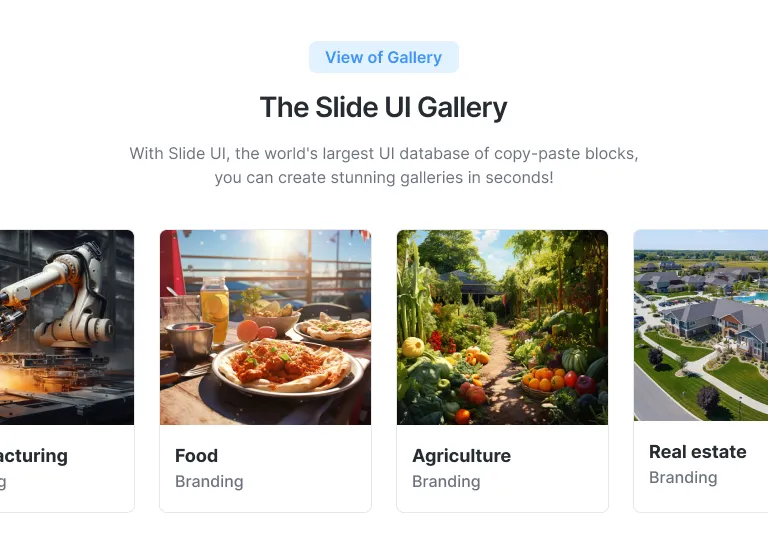 View of Gallery
The Slide UI Gallery
With Slide UI, the world's largest UI database of copy-paste blocks,
you can create stunning galleries in seconds!
acturing
g
Food
Branding
Agriculture
Branding
Real estate
Branding